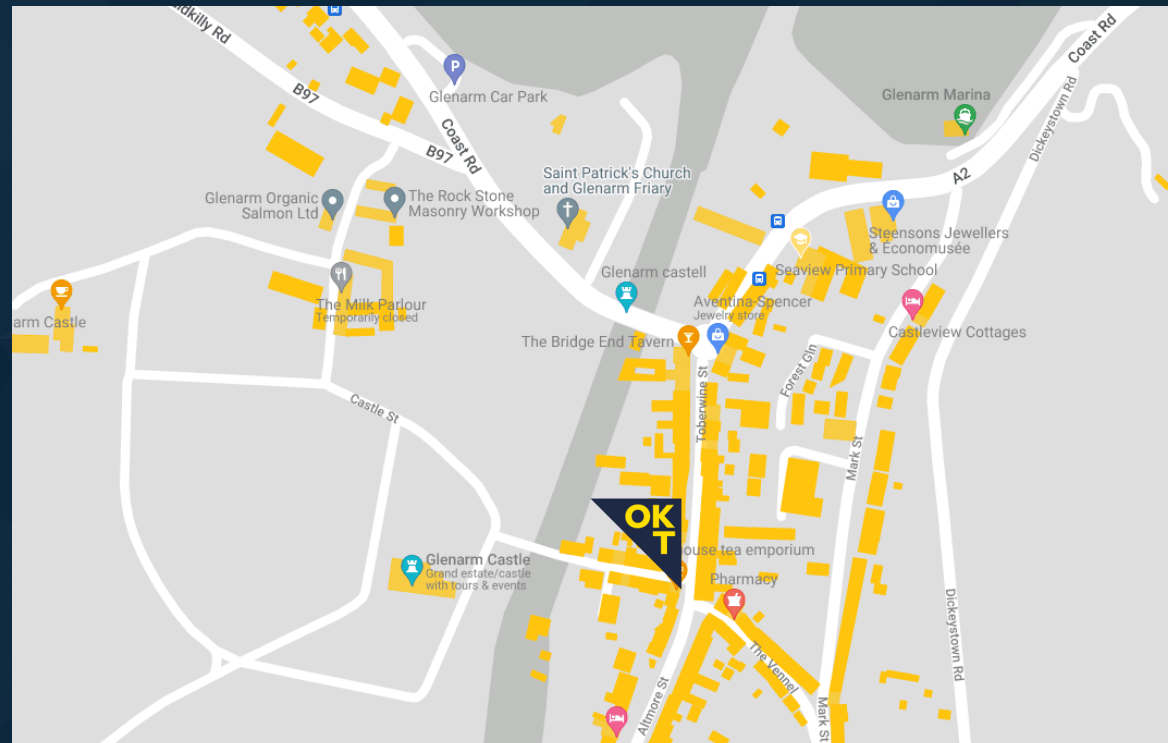 ldkilly Rd
B97
P
Glenarm Car Park
Coast Rd
B97
Coast Rd
Glenarm Marina
Dickeystown Rd
A2
Saint Patrick's Church
and Glenarm Friary
Glenarm Organic
Salmon Ltd
The Rock Stone
Masonry Workshop
Steensons Jewellers
& Economusée
Seaview Primary School
Glenarm castell
The Milk Parlour
Temporarily closed
arm Castle
Aventina-Spencer
Jewelry store
The Bridge End Tavern
Castleview Cottages
Forest Gln
Toberwine St
Castle St
Mark St
OK
T
ouse tea emporium
Glenarm Castle
Grand estate/castle
with tours & events
Pharmacy
Dickeystown Rd
The Vennel
Altmore St
Mark St